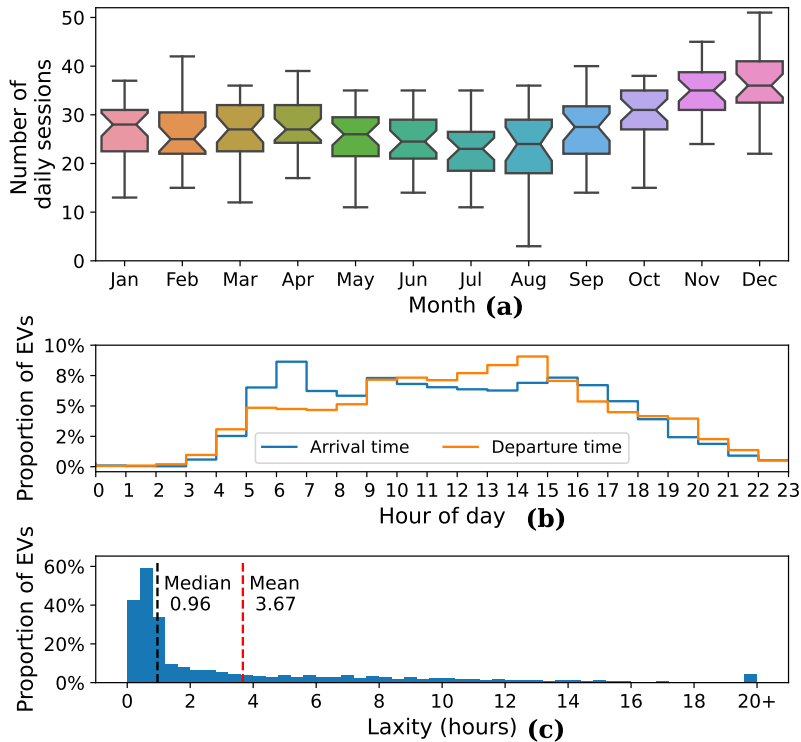 Number of
daily sessions
50
40
30
20
10
0
Jan Feb Mar Apr May Jun Jul Aug Sep Oct Nov Dec
Month (a)
Proportion of EVs
10%
8%
5%
2%
0%
Arrival time Departure time
0 1 2 3 4 5 6 7 8 9 10 11 12 13 14 15 16 17 18 19 20 21 22 23
Hour of day (b)
Proportion of EVs
60%
40%
20%
0%
Median
0.96
Mean
3.67
0 2 4 6 8 10 12 14 16 18 20+
Laxity (hours) (c)